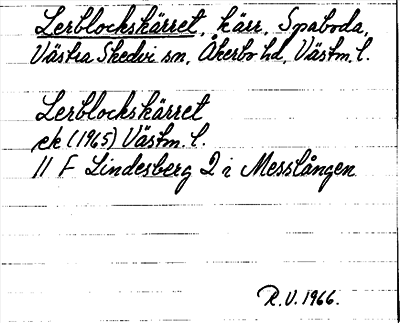 Lerblockskärret, kärr, Spaboda,
Västra Skedvi sn, Åkerbo hd, Västm. l.
Lerblockskärret
ek (1965) Västm. l.
11 F Lindesberg 2 i Messlången
R.V. 1966.